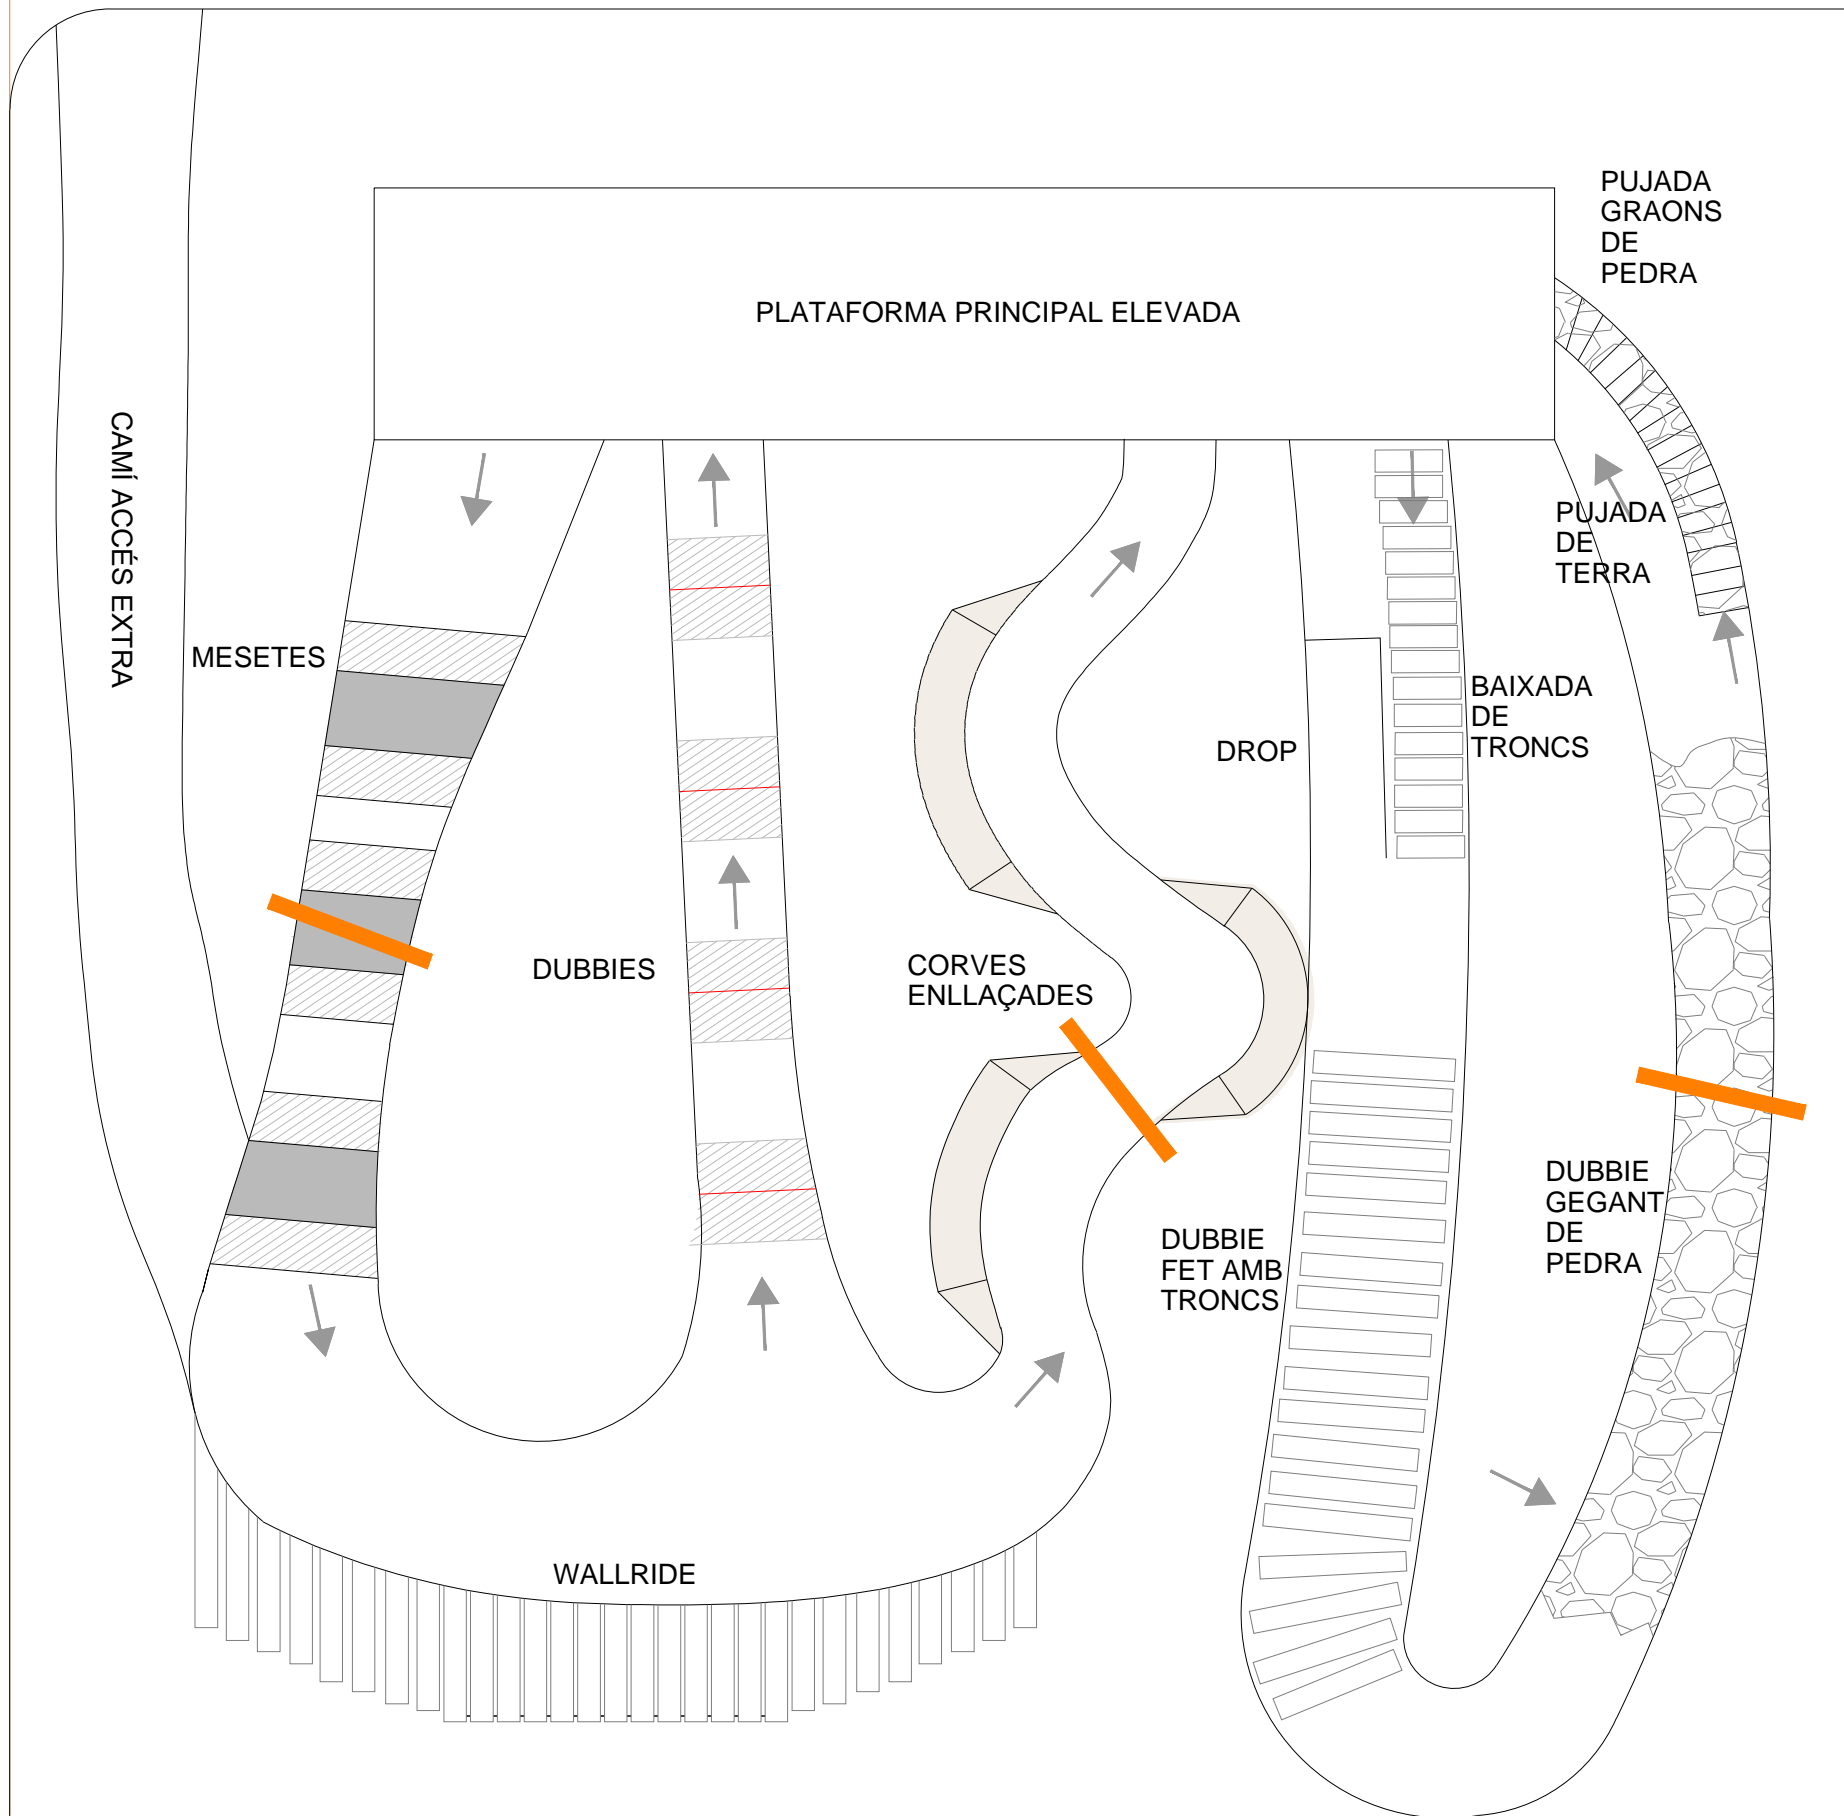 PUJADA
GRAONS
DE
PEDRA
PLATAFORMA PRINCIPAL ELEVADA
CAMÍ ACCÉS EXTRA
PUJADA
DE
TERRA
MESETES
BAIXADA
DE
TRONCS
DROP
DUBBIES
CORVES
ENLLAÇADES
DUBBIE
GEGANT
DE
PEDRA
DUBBIE
FET AMB
TRONCS
WALLRIDE